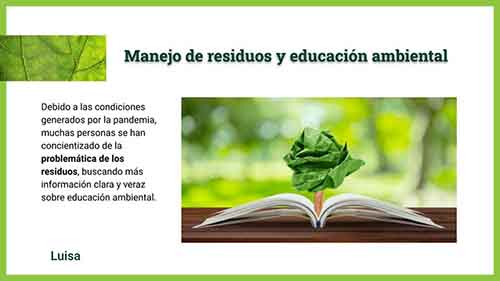 Manejo de residuos y educación ambiental
Debido a las condiciones
generados por la pandemia,
muchas personas se han
concientizado de la
problemática de los
residuos, buscando más
información clara y veraz
sobre educación ambiental.
Luisa